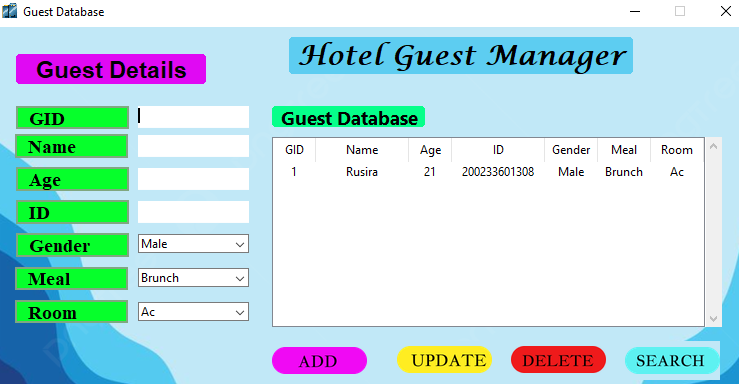 Guest Database
Hotel Guest Manager
Guest Details
GID
Name
Age
ID
Gender Male
Meal Brunch
Room Ac
Guest Database
GID Name Age ID Gender Meal Room
1 Rusira 21 200233601308 Male Brunch Ac
ADD UPDATE DELETE SEARCH